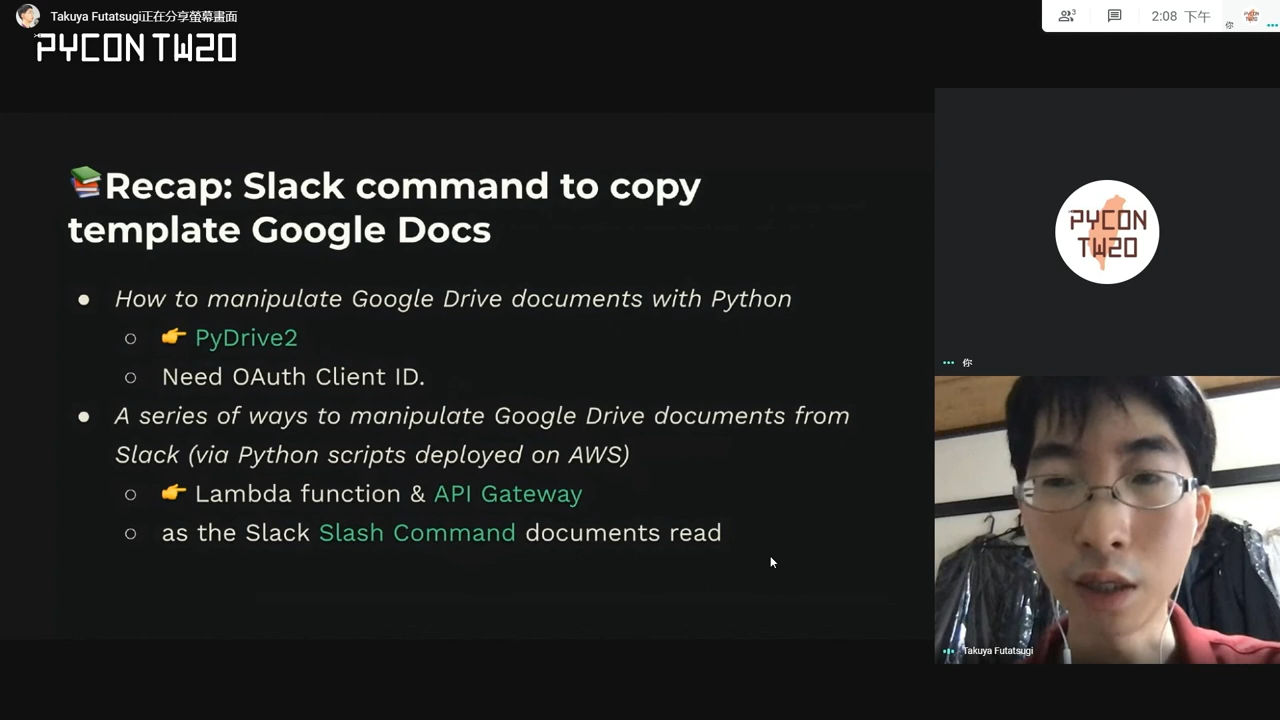 Takuya Futatsugi正在分享螢幕畫面
PYCON TW20
3
2:08 下午
你
📚Recap: Slack command to copy
template Google Docs
● How to manipulate Google Drive documents with Python
○ 👉 PyDrive2
○ Need OAuth Client ID.
● A series of ways to manipulate Google Drive documents from
Slack (via Python scripts deployed on AWS)
○ 👉 Lambda function & API Gateway
○ as the Slack Slash Command documents read
PYCON
TW20
你
Takuya Futatsugi